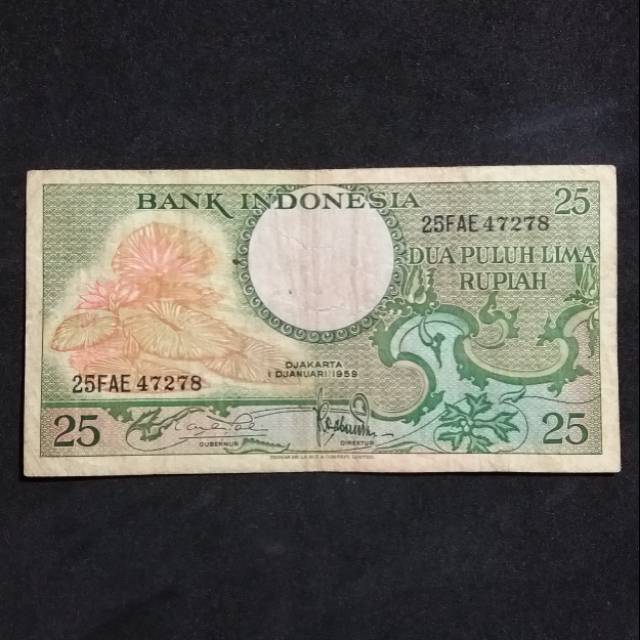 BANK INDONESIA
25
25FAE 47278
DUA PULUH LIMA
RUPIAH
DJAKARTA
1 DJANUARI 1959
25FAE 47278
25
GUBERNUR
DIREKTUR
25